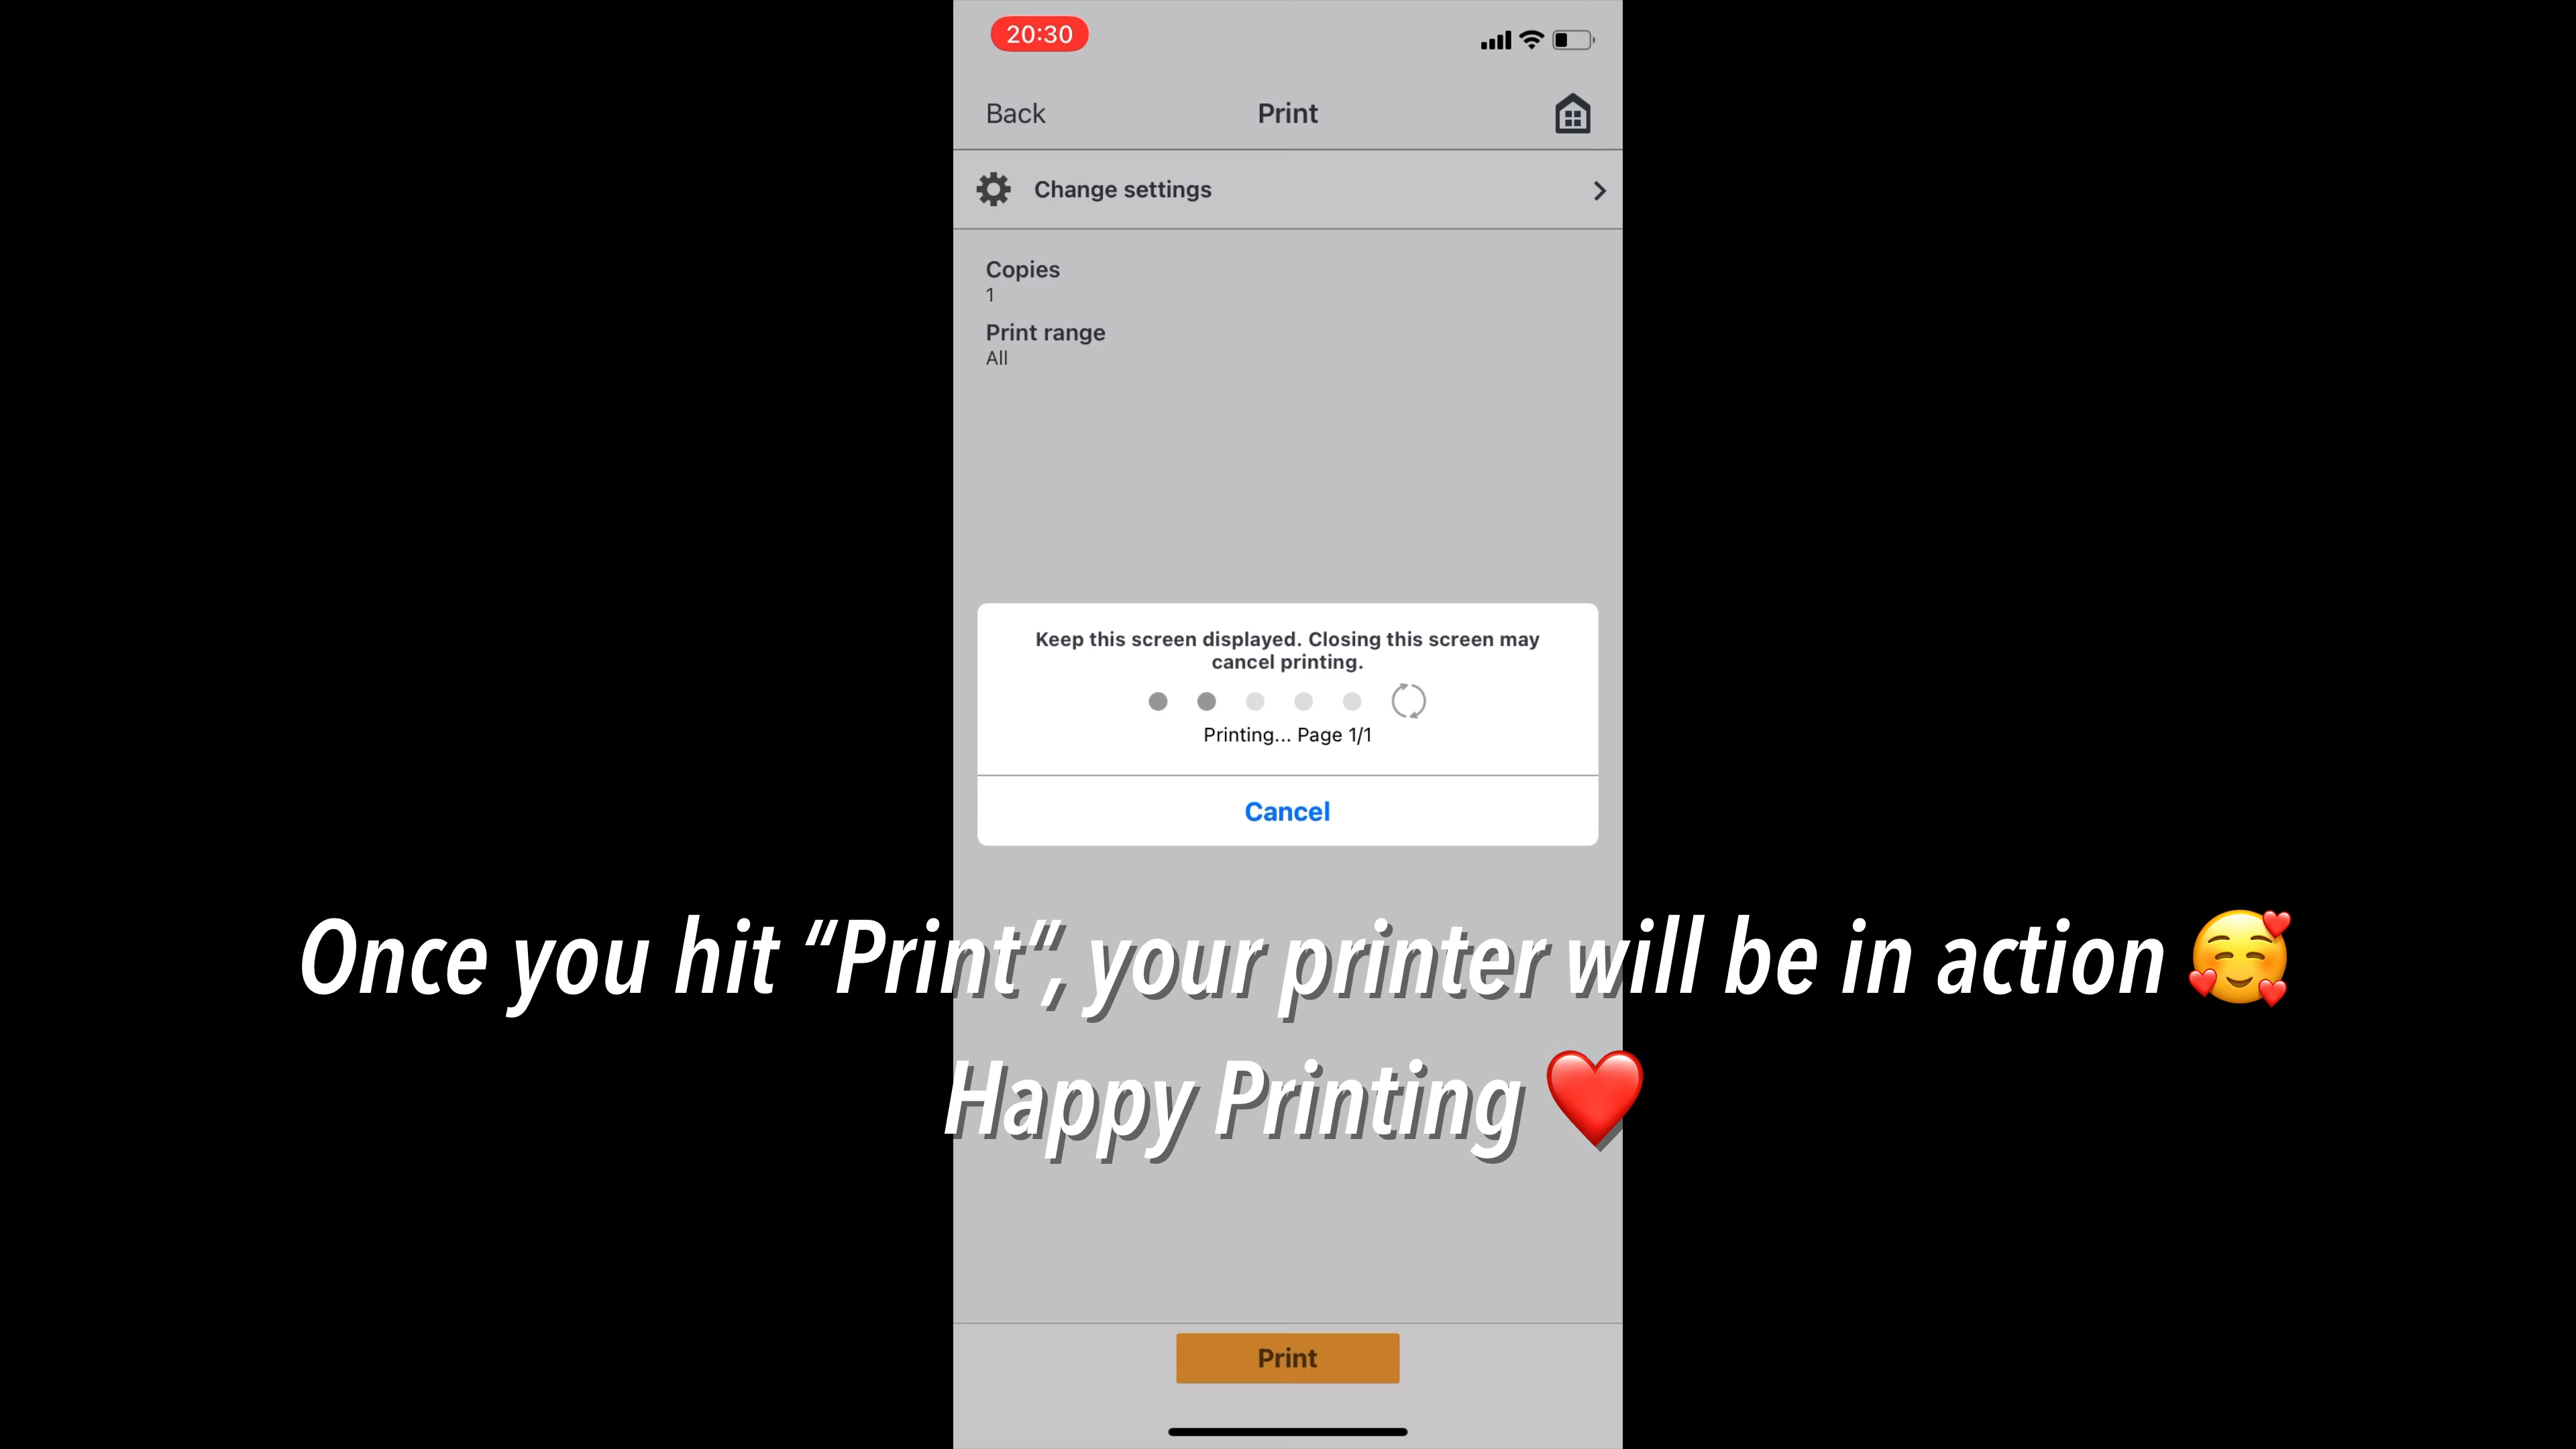 20:30
Back
Print
Change settings
Copies
1
Print range
All
Keep this screen displayed. Closing this screen may
cancel printing.
Printing... Page 1/1
Cancel
Once you hit “Print”, your printer will be in action 🥰
Happy Printing ❤️
Print